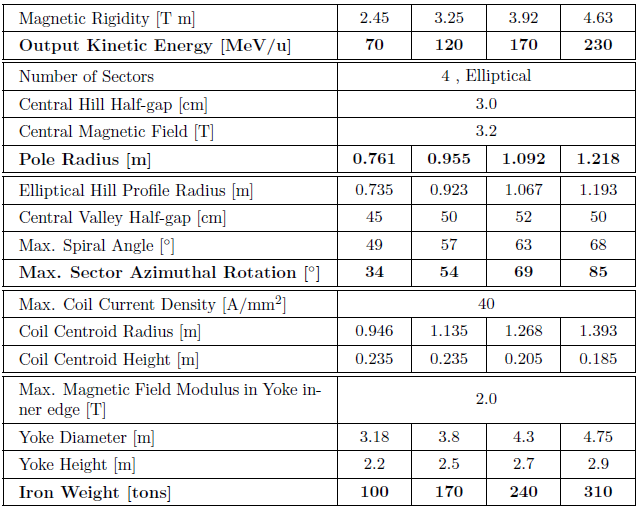 Magnetic Rigidity [T m] 2.45 3.25 3.92 4.63
Output Kinetic Energy [MeV/u] 70 120 170 230
Number of Sectors 4 , Elliptical
Central Hill Half-gap [cm] 3.0
Central Magnetic Field [T] 3.2
Pole Radius [m] 0.761 0.955 1.092 1.218
Elliptical Hill Profile Radius [m] 0.735 0.923 1.067 1.193
Central Valley Half-gap [cm] 45 50 52 50
Max. Spiral Angle [°] 49 57 63 68
Max. Sector Azimuthal Rotation [°] 34 54 69 85
Max. Coil Current Density [A/mm²] 40
Coil Centroid Radius [m] 0.946 1.135 1.268 1.393
Coil Centroid Height [m] 0.235 0.235 0.205 0.185
Max. Magnetic Field Modulus in Yoke in-
ner edge [T] 2.0
Yoke Diameter [m] 3.18 3.8 4.3 4.75
Yoke Height [m] 2.2 2.5 2.7 2.9
Iron Weight [tons] 100 170 240 310